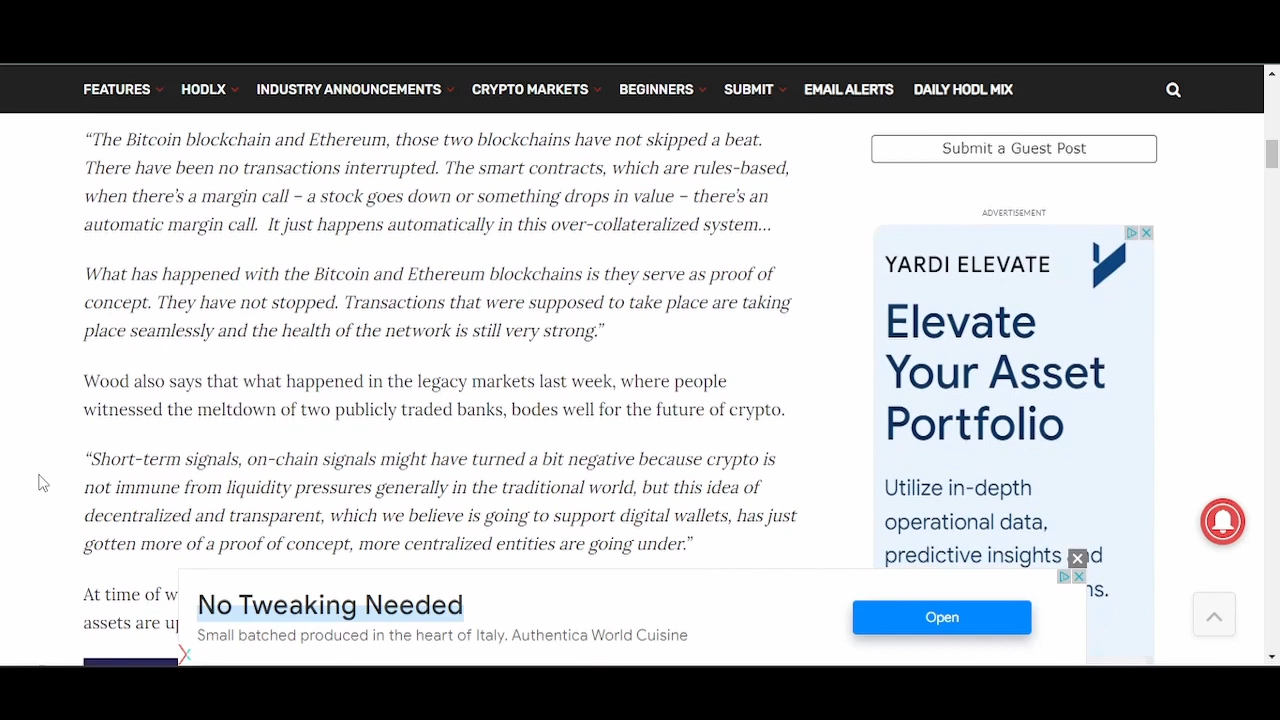 FEATURES HODLX INDUSTRY ANNOUNCEMENTS CRYPTO MARKETS BEGINNERS SUBMIT EMAIL ALERTS DAILY HODL MIX
“The Bitcoin blockchain and Ethereum, those two blockchains have not skipped a beat.
There have been no transactions interrupted. The smart contracts, which are rules-based,
when there’s a margin call – a stock goes down or something drops in value – there’s an
automatic margin call. It just happens automatically in this over-collateralized system…
What has happened with the Bitcoin and Ethereum blockchains is they serve as proof of
concept. They have not stopped. Transactions that were supposed to take place are taking
place seamlessly and the health of the network is still very strong.”
Wood also says that what happened in the legacy markets last week, where people
witnessed the meltdown of two publicly traded banks, bodes well for the future of crypto.
“Short-term signals, on-chain signals might have turned a bit negative because crypto is
not immune from liquidity pressures generally in the traditional world, but this idea of
decentralized and transparent, which we believe is going to support digital wallets, has just
gotten more of a proof of concept, more centralized entities are going under.”
At time of w
assets are up
Submit a Guest Post
ADVERTISEMENT
YARDI ELEVATE
Elevate
Your Asset
Portfolio
Utilize in-depth
operational data,
predictive insights
No Tweaking Needed
Small batched produced in the heart of Italy. Authentica World Cuisine
Open